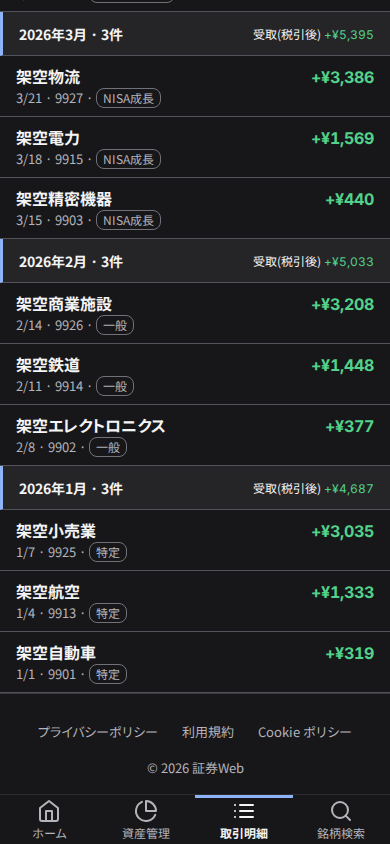 2026年3月・3件 受取(税引後) +¥5,395
架空物流 +¥3,386
3/21・9927・NISA成長
架空電力 +¥1,569
3/18・9915・NISA成長
架空精密機器 +¥440
3/15・9903・NISA成長
2026年2月・3件 受取(税引後) +¥5,033
架空商業施設 +¥3,208
2/14・9926・一般
架空鉄道 +¥1,448
2/11・9914・一般
架空エレクトロニクス +¥377
2/8・9902・一般
2026年1月・3件 受取(税引後) +¥4,687
架空小売業 +¥3,035
1/7・9925・特定
架空航空 +¥1,333
1/4・9913・特定
架空自動車 +¥319
1/1・9901・特定
プライバシーポリシー 利用規約 Cookie ポリシー
© 2026 証券Web
ホーム 資産管理 取引明細 銘柄検索